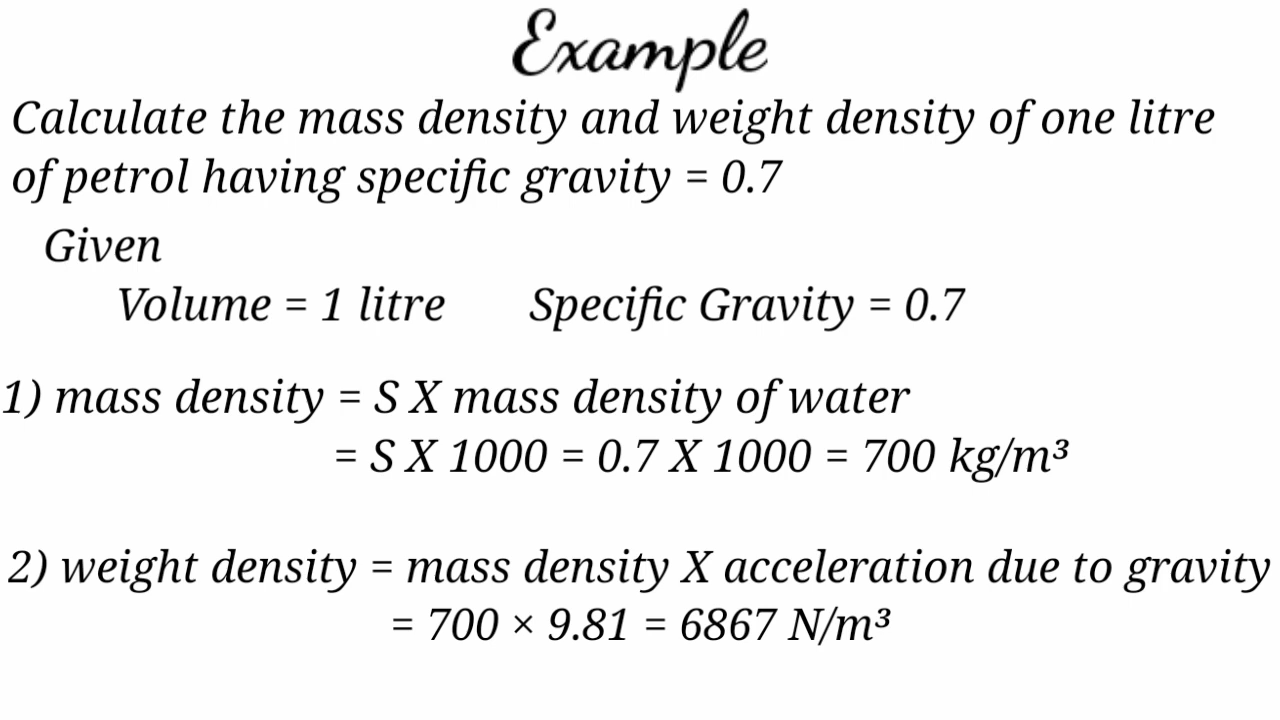 Example
Calculate the mass density and weight density of one litre
of petrol having specific gravity = 0.7
Given
Volume = 1 litre Specific Gravity = 0.7
1) mass density = S X mass density of water
= S X 1000 = 0.7 X 1000 = 700 kg/m³
2) weight density = mass density X acceleration due to gravity
= 700 × 9.81 = 6867 N/m³